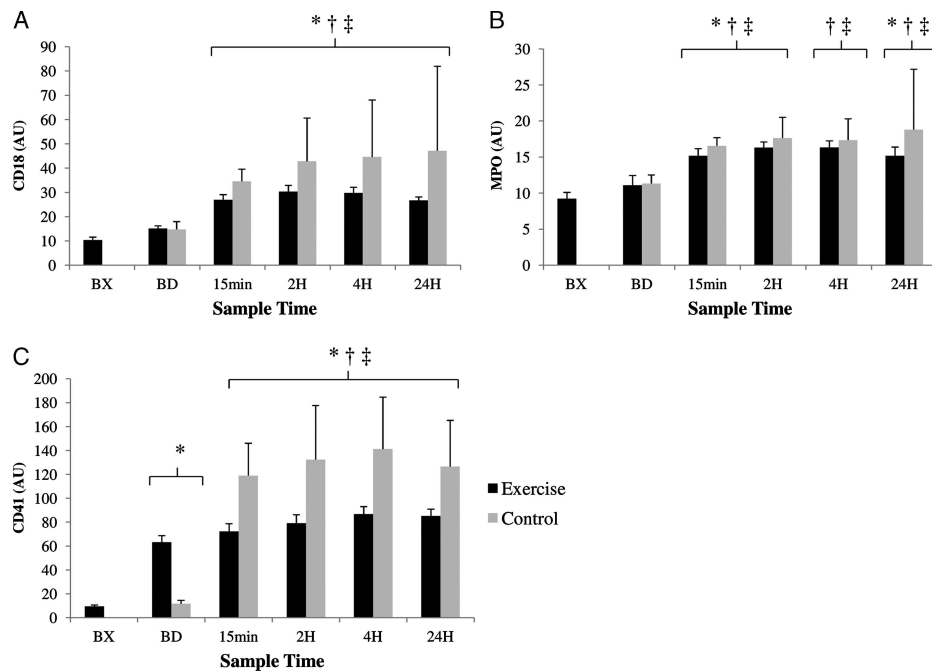 A
* † ‡
90
80
70
60
50
40
30
20
10
0
CD18 (AU)
BX BD 15min 2H 4H 24H
Sample Time
B
* † ‡ † ‡ * † ‡
30
25
20
15
10
5
0
MPO (AU)
BX BD 15min 2H 4H 24H
Sample Time
C
* † ‡
*
200
180
160
140
120
100
80
60
40
20
0
CD41 (AU)
BX BD 15min 2H 4H 24H
Sample Time
Exercise
Control